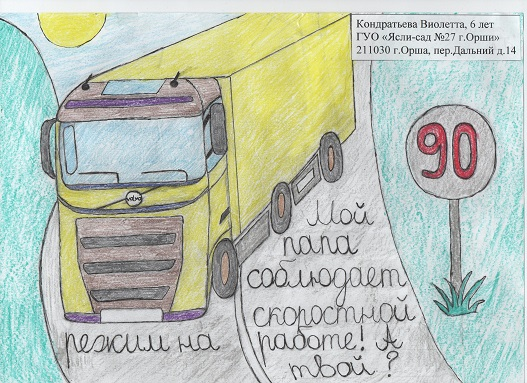 Кондратьева Виолетта, 6 лет
ГУО «Ясли-сад №27 г.Орши»
211030 г.Орша, пер.Дальний д.14
90
VOLVO
Мой
папа
соблюдает
скоростной
режим на работе! А
твой?